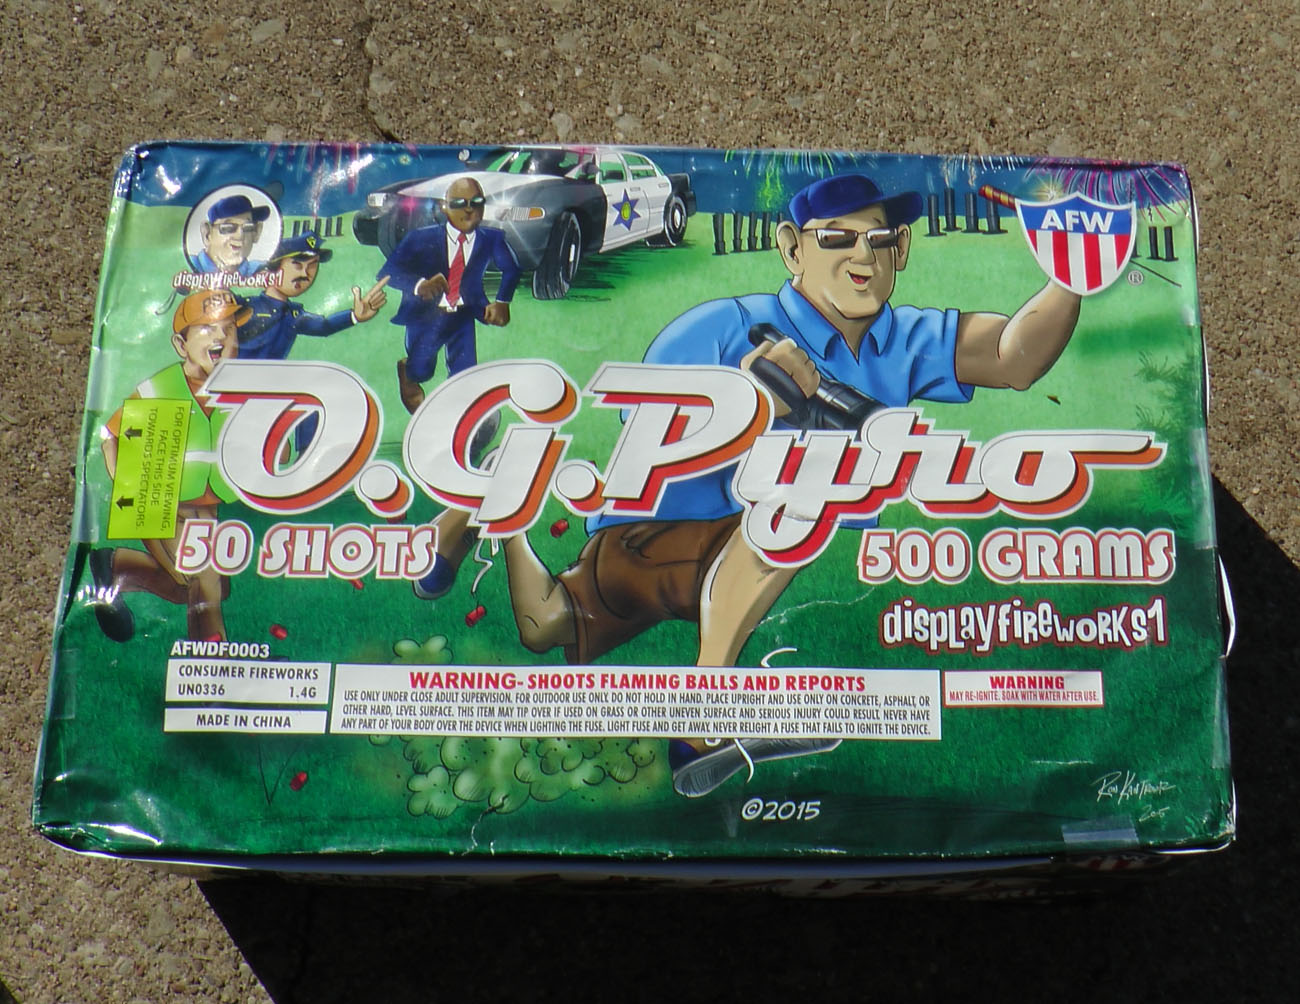 AFW
®
displayfireworks1
FOR OPTIMUM VIEWING,
FACE THIS SIDE
TOWARDS SPECTATORS.
O.G.Pyro
50 SHOTS
500 GRAMS
displayfireworks1
AFWDF0003
CONSUMER FIREWORKS
UN0336 1.4G
MADE IN CHINA
WARNING- SHOOTS FLAMING BALLS AND REPORTS
USE ONLY UNDER CLOSE ADULT SUPERVISION. FOR OUTDOOR USE ONLY. DO NOT HOLD IN HAND. PLACE UPRIGHT AND USE ONLY ON CONCRETE, ASPHALT, OR
OTHER HARD, LEVEL SURFACE. THIS ITEM MAY TIP OVER IF USED ON GRASS OR OTHER UNEVEN SURFACE AND SERIOUS INJURY COULD RESULT. NEVER HAVE
ANY PART OF YOUR BODY OVER THE DEVICE WHEN LIGHTING THE FUSE. LIGHT FUSE AND GET AWAY. NEVER RELIGHT A FUSE THAT FAILS TO IGNITE THE DEVICE.
WARNING
MAY RE-IGNITE. SOAK WITH WATER AFTER USE.
©2015